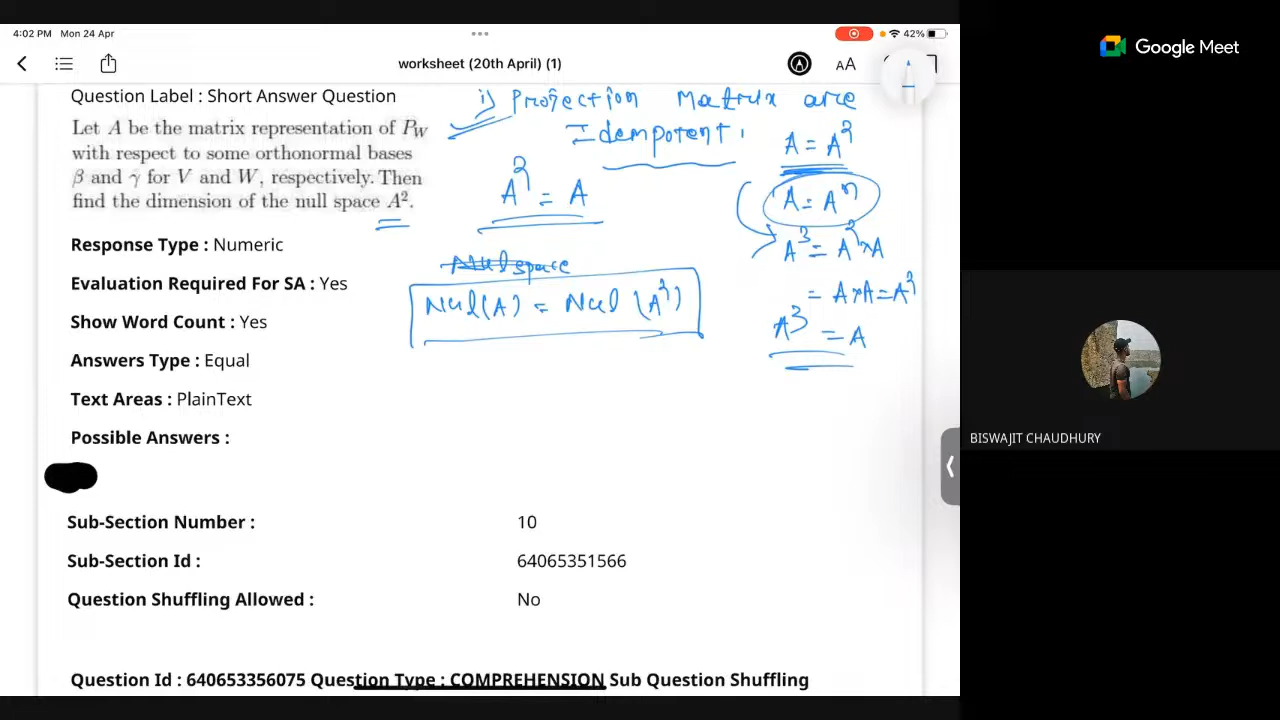 4:02 PM Mon 24 Apr
42%
worksheet (20th April) (1)
AA
Google Meet
Question Label : Short Answer Question
Let A be the matrix representation of P_W
with respect to some orthonormal bases
β and γ for V and W, respectively. Then
find the dimension of the null space A².
i) Projection Matrix are
Idempotent.
A² = A
A = A²
A = Aⁿ
A³ = A² × A
= A × A = A²
A³ = A
Nul space
Nul(A) = Nul (A²)
Response Type : Numeric
Evaluation Required For SA : Yes
Show Word Count : Yes
Answers Type : Equal
Text Areas : PlainText
Possible Answers :
BISWAJIT CHAUDHURY
Sub-Section Number : 10
Sub-Section Id : 64065351566
Question Shuffling Allowed : No
Question Id : 640653356075 Question Type : COMPREHENSION Sub Question Shuffling